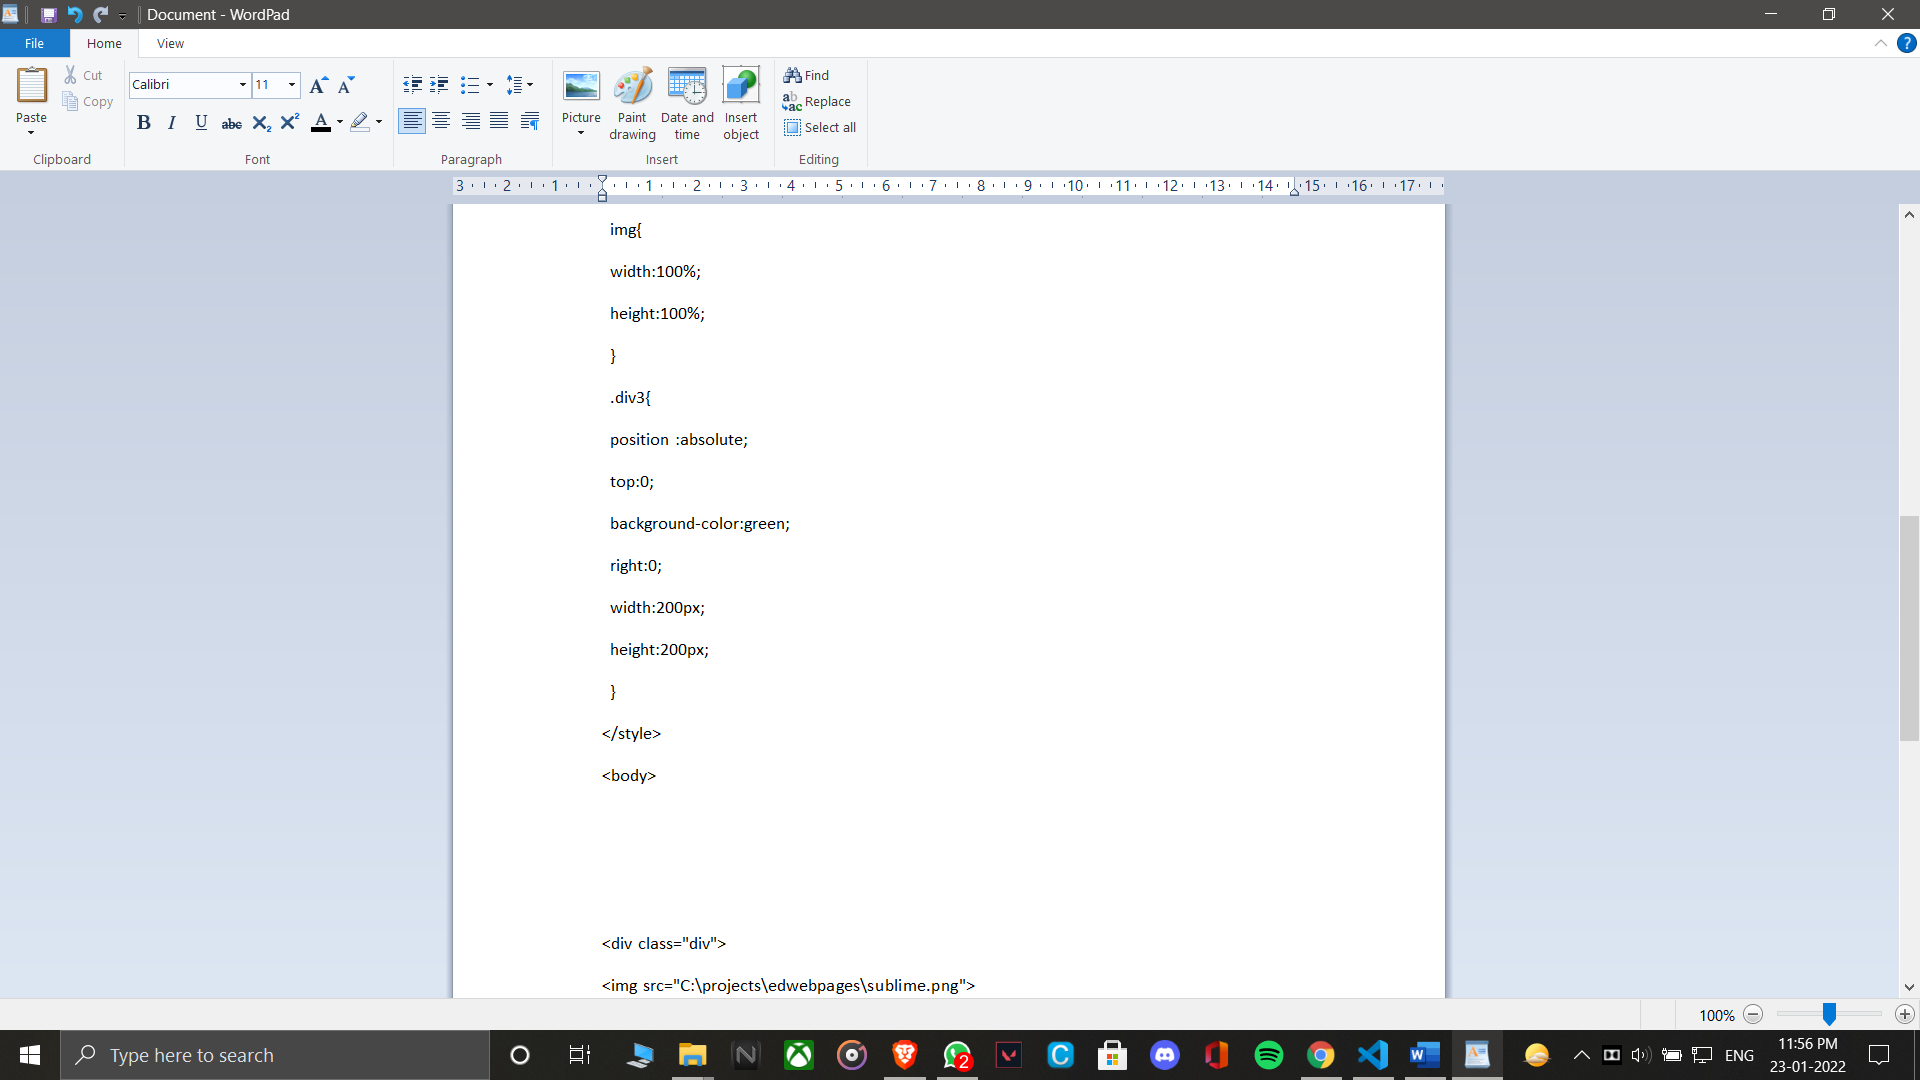 Document - WordPad
File Home View
Paste
Cut
Copy
Clipboard
Calibri 11
B I U abc X2 X2 A
Font
Paragraph
Picture
Paint drawing
Date and time
Insert object
Insert
Find
Replace
Select all
Editing
3 2 1 1 2 3 4 5 6 7 8 9 10 11 12 13 14 15 16 17
img{
width:100%;
height:100%;
}
.div3{
position :absolute;
top:0;
background-color:green;
right:0;
width:200px;
height:200px;
}
</style>
<body>
<div class="div">
<img src="C:\projects\edwebpages\sublime.png">
100%
Type here to search
2
ENG
11:56 PM
23-01-2022